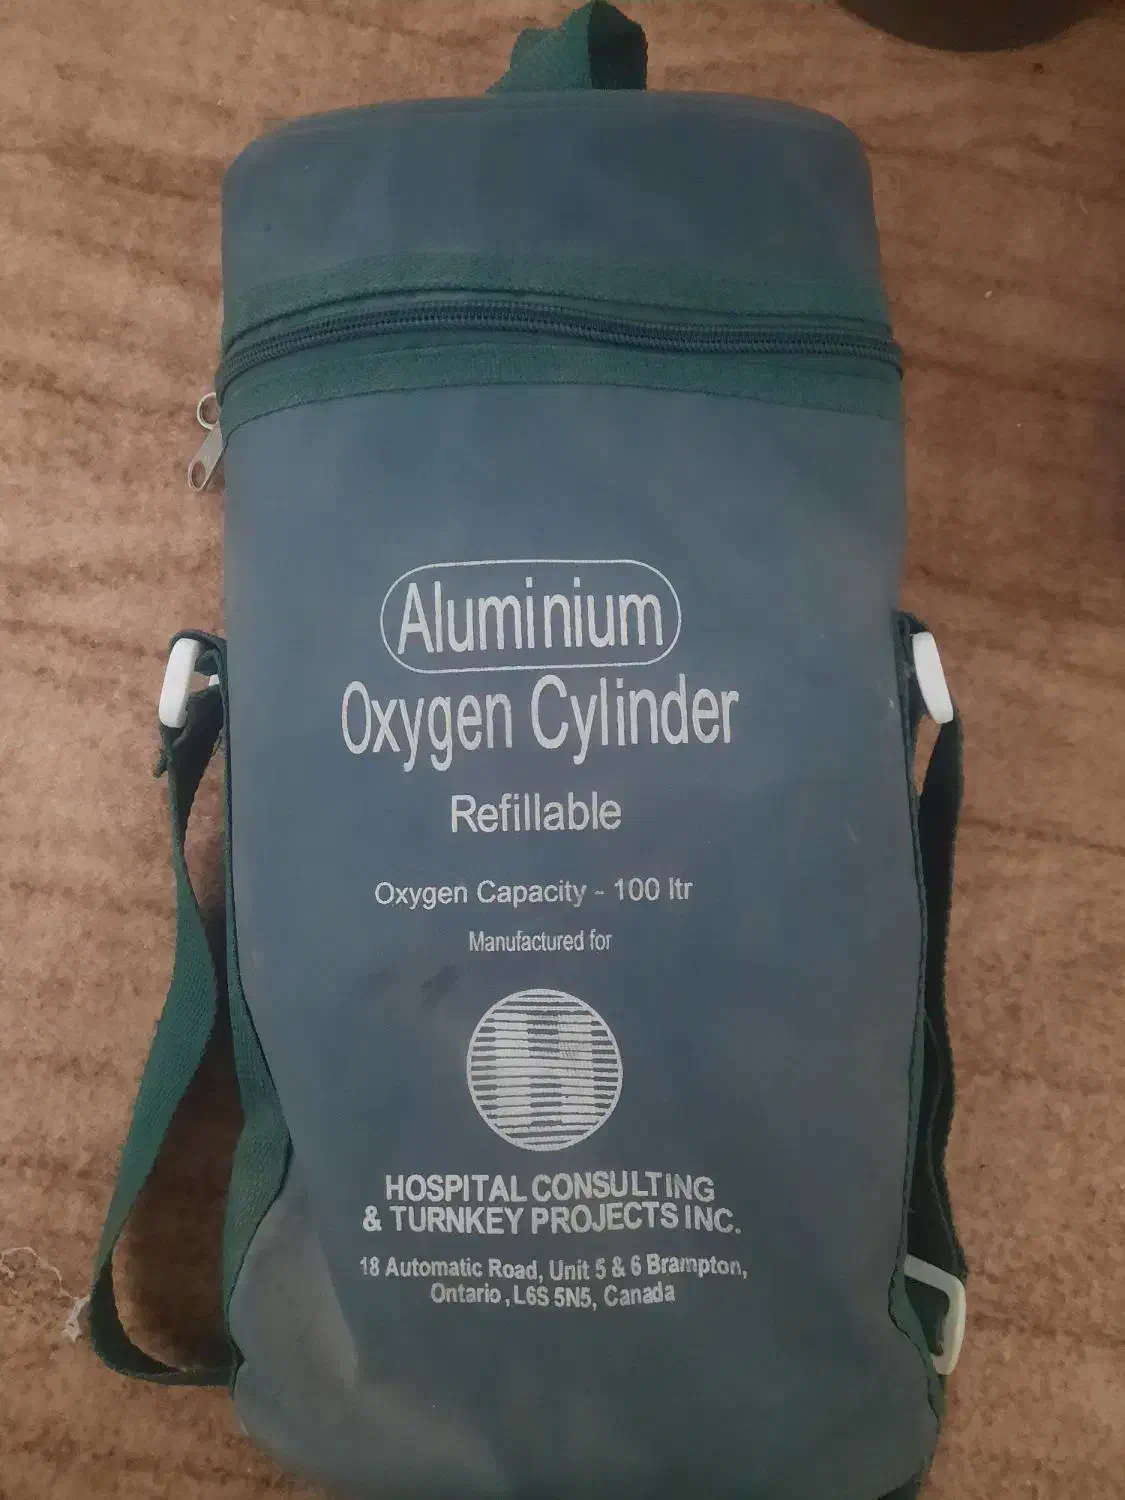 Aluminium
Oxygen Cylinder
Refillable
Oxygen Capacity - 100 ltr
Manufactured for
HOSPITAL CONSULTING
& TURNKEY PROJECTS INC.
18 Automatic Road, Unit 5 & 6 Brampton,
Ontario, L6S 5N5, Canada